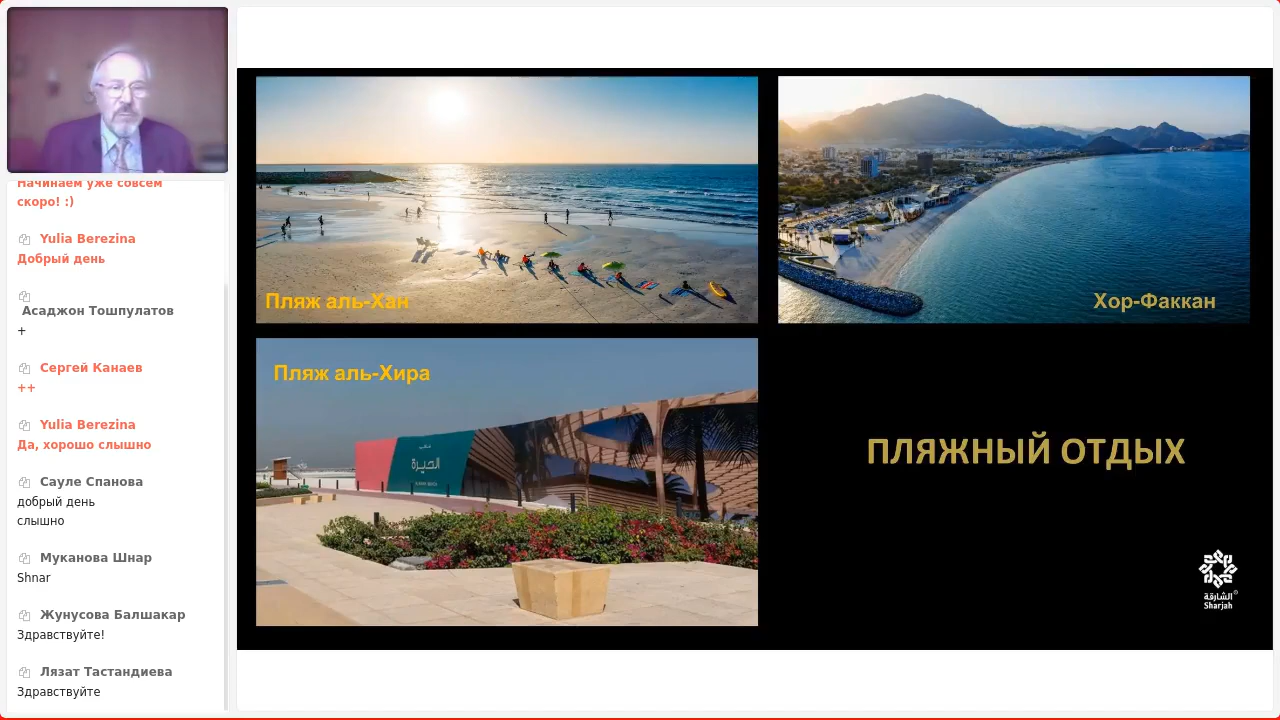 Начинаем уже совсем
скоро! :)
Yulia Berezina
Добрый день
Асаджон Тошпулатов
+
Сергей Канаев
++
Yulia Berezina
Да, хорошо слышно
Сауле Спанова
добрый день
слышно
Муканова Шнар
Shnar
Жунусова Балшакар
Здравствуйте!
Лязат Тастандиева
Здравствуйте
Пляж аль-Хан
Хор-Факкан
Пляж аль-Хира
الحيرة
ПЛЯЖНЫЙ ОТДЫХ
الشارقة
Sharjah